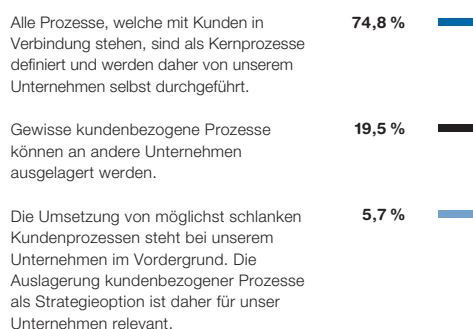 Alle Prozesse, welche mit Kunden in 74,8 %
Verbindung stehen, sind als Kernprozesse
definiert und werden daher von unserem
Unternehmen selbst durchgeführt.
Gewisse kundenbezogene Prozesse 19,5 %
können an andere Unternehmen
ausgelagert werden.
Die Umsetzung von möglichst schlanken 5,7 %
Kundenprozessen steht bei unserem
Unternehmen im Vordergrund. Die
Auslagerung kundenbezogener Prozesse
als Strategieoption ist daher für unser
Unternehmen relevant.